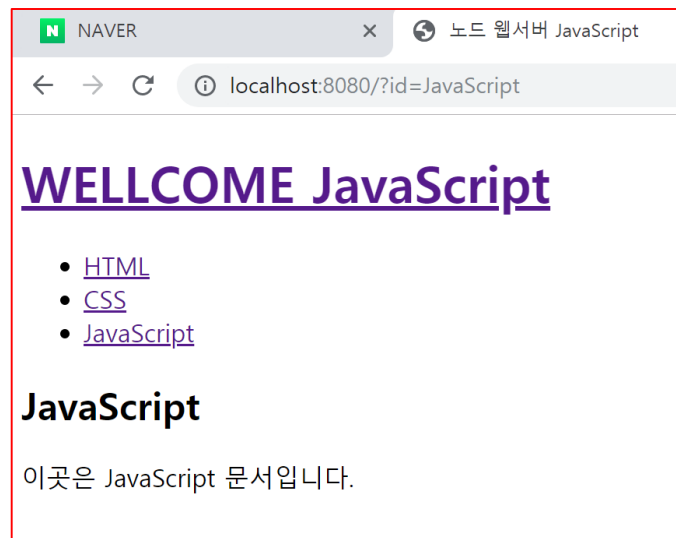 N NAVER × 노드 웹서버 JavaScript
localhost:8080/?id=JavaScript
WELLCOME JavaScript
HTML
CSS
JavaScript
JavaScript
이곳은 JavaScript 문서입니다.